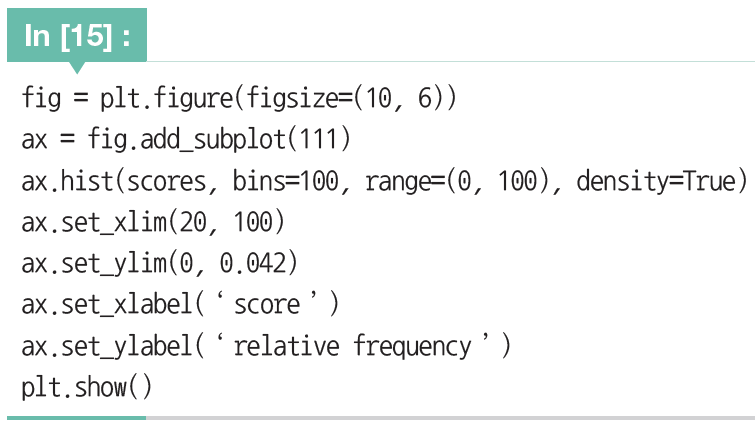 In [15] :
fig = plt.figure(figsize=(10, 6))
ax = fig.add_subplot(111)
ax.hist(scores, bins=100, range=(0, 100), density=True)
ax.set_xlim(20, 100)
ax.set_ylim(0, 0.042)
ax.set_xlabel( ‘ score ’ )
ax.set_ylabel( ‘ relative frequency ’ )
plt.show()